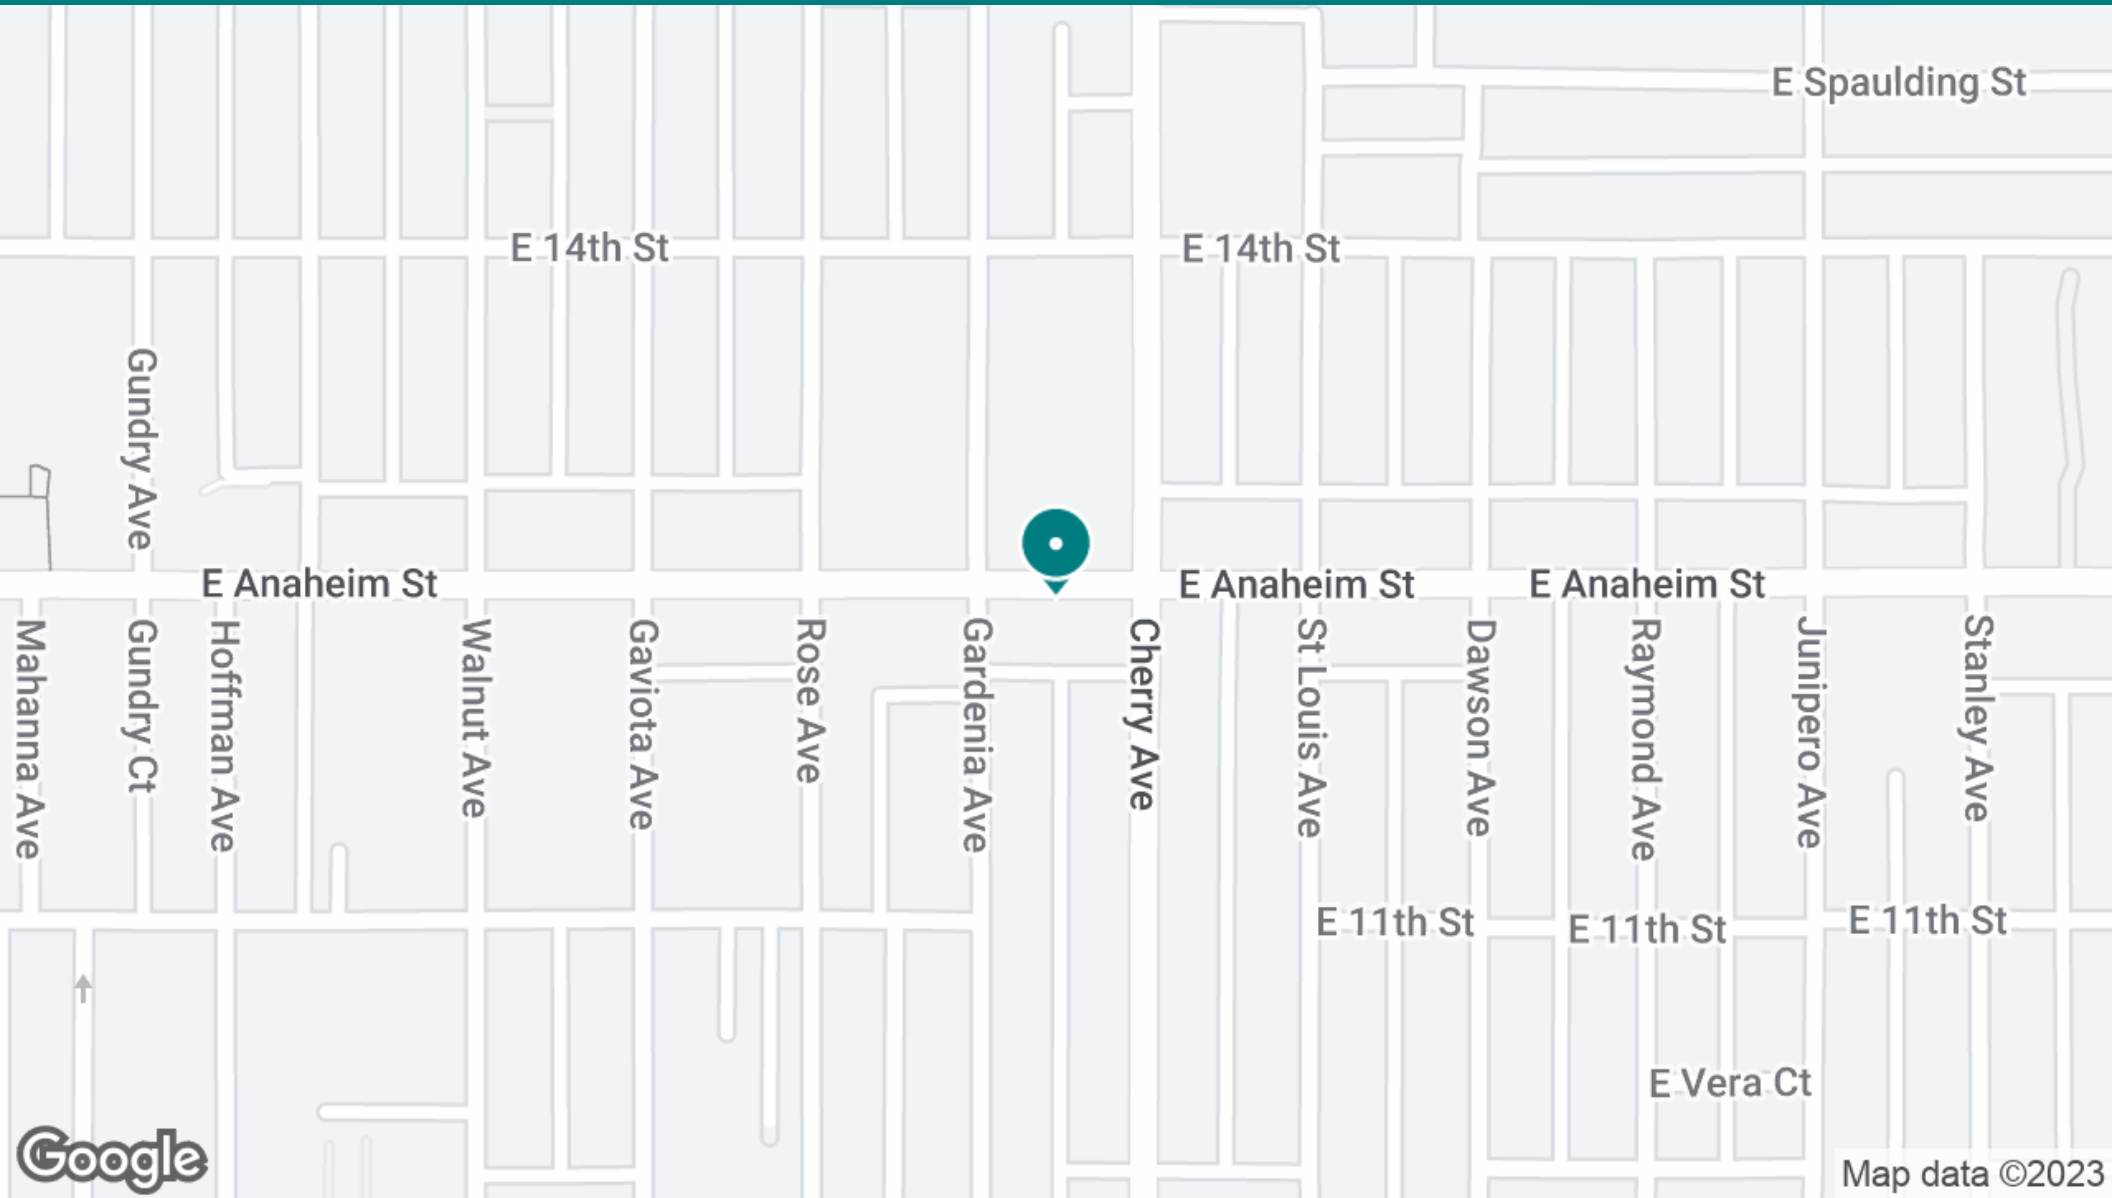 E Spaulding St
E 14th St
E 14th St
Gundry Ave
E Anaheim St
E Anaheim St
E Anaheim St
Mahanna Ave
Gundry Ct
Hoffman Ave
Walnut Ave
Gaviota Ave
Rose Ave
Gardenia Ave
Cherry Ave
St Louis Ave
Dawson Ave
Raymond Ave
Junipero Ave
Stanley Ave
E 11th St
E 11th St
E 11th St
E Vera Ct
Google
Map data ©2023